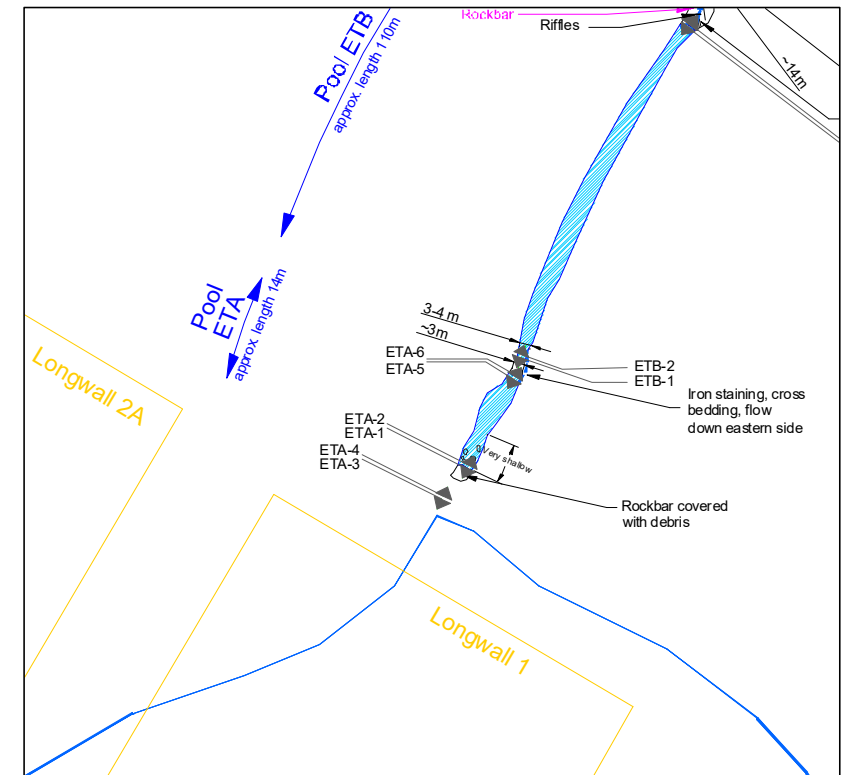 Rockbar
Riffles
~14m
Pool ETB
approx. length 110m
Pool
ETA
approx. length 14m
3-4 m
~3m
ETA-6
ETA-5
ETB-2
ETB-1
Iron staining, cross
bedding, flow
down eastern side
Longwall 2A
ETA-2
ETA-1
ETA-4
ETA-3
Very shallow
Rockbar covered
with debris
Longwall 1